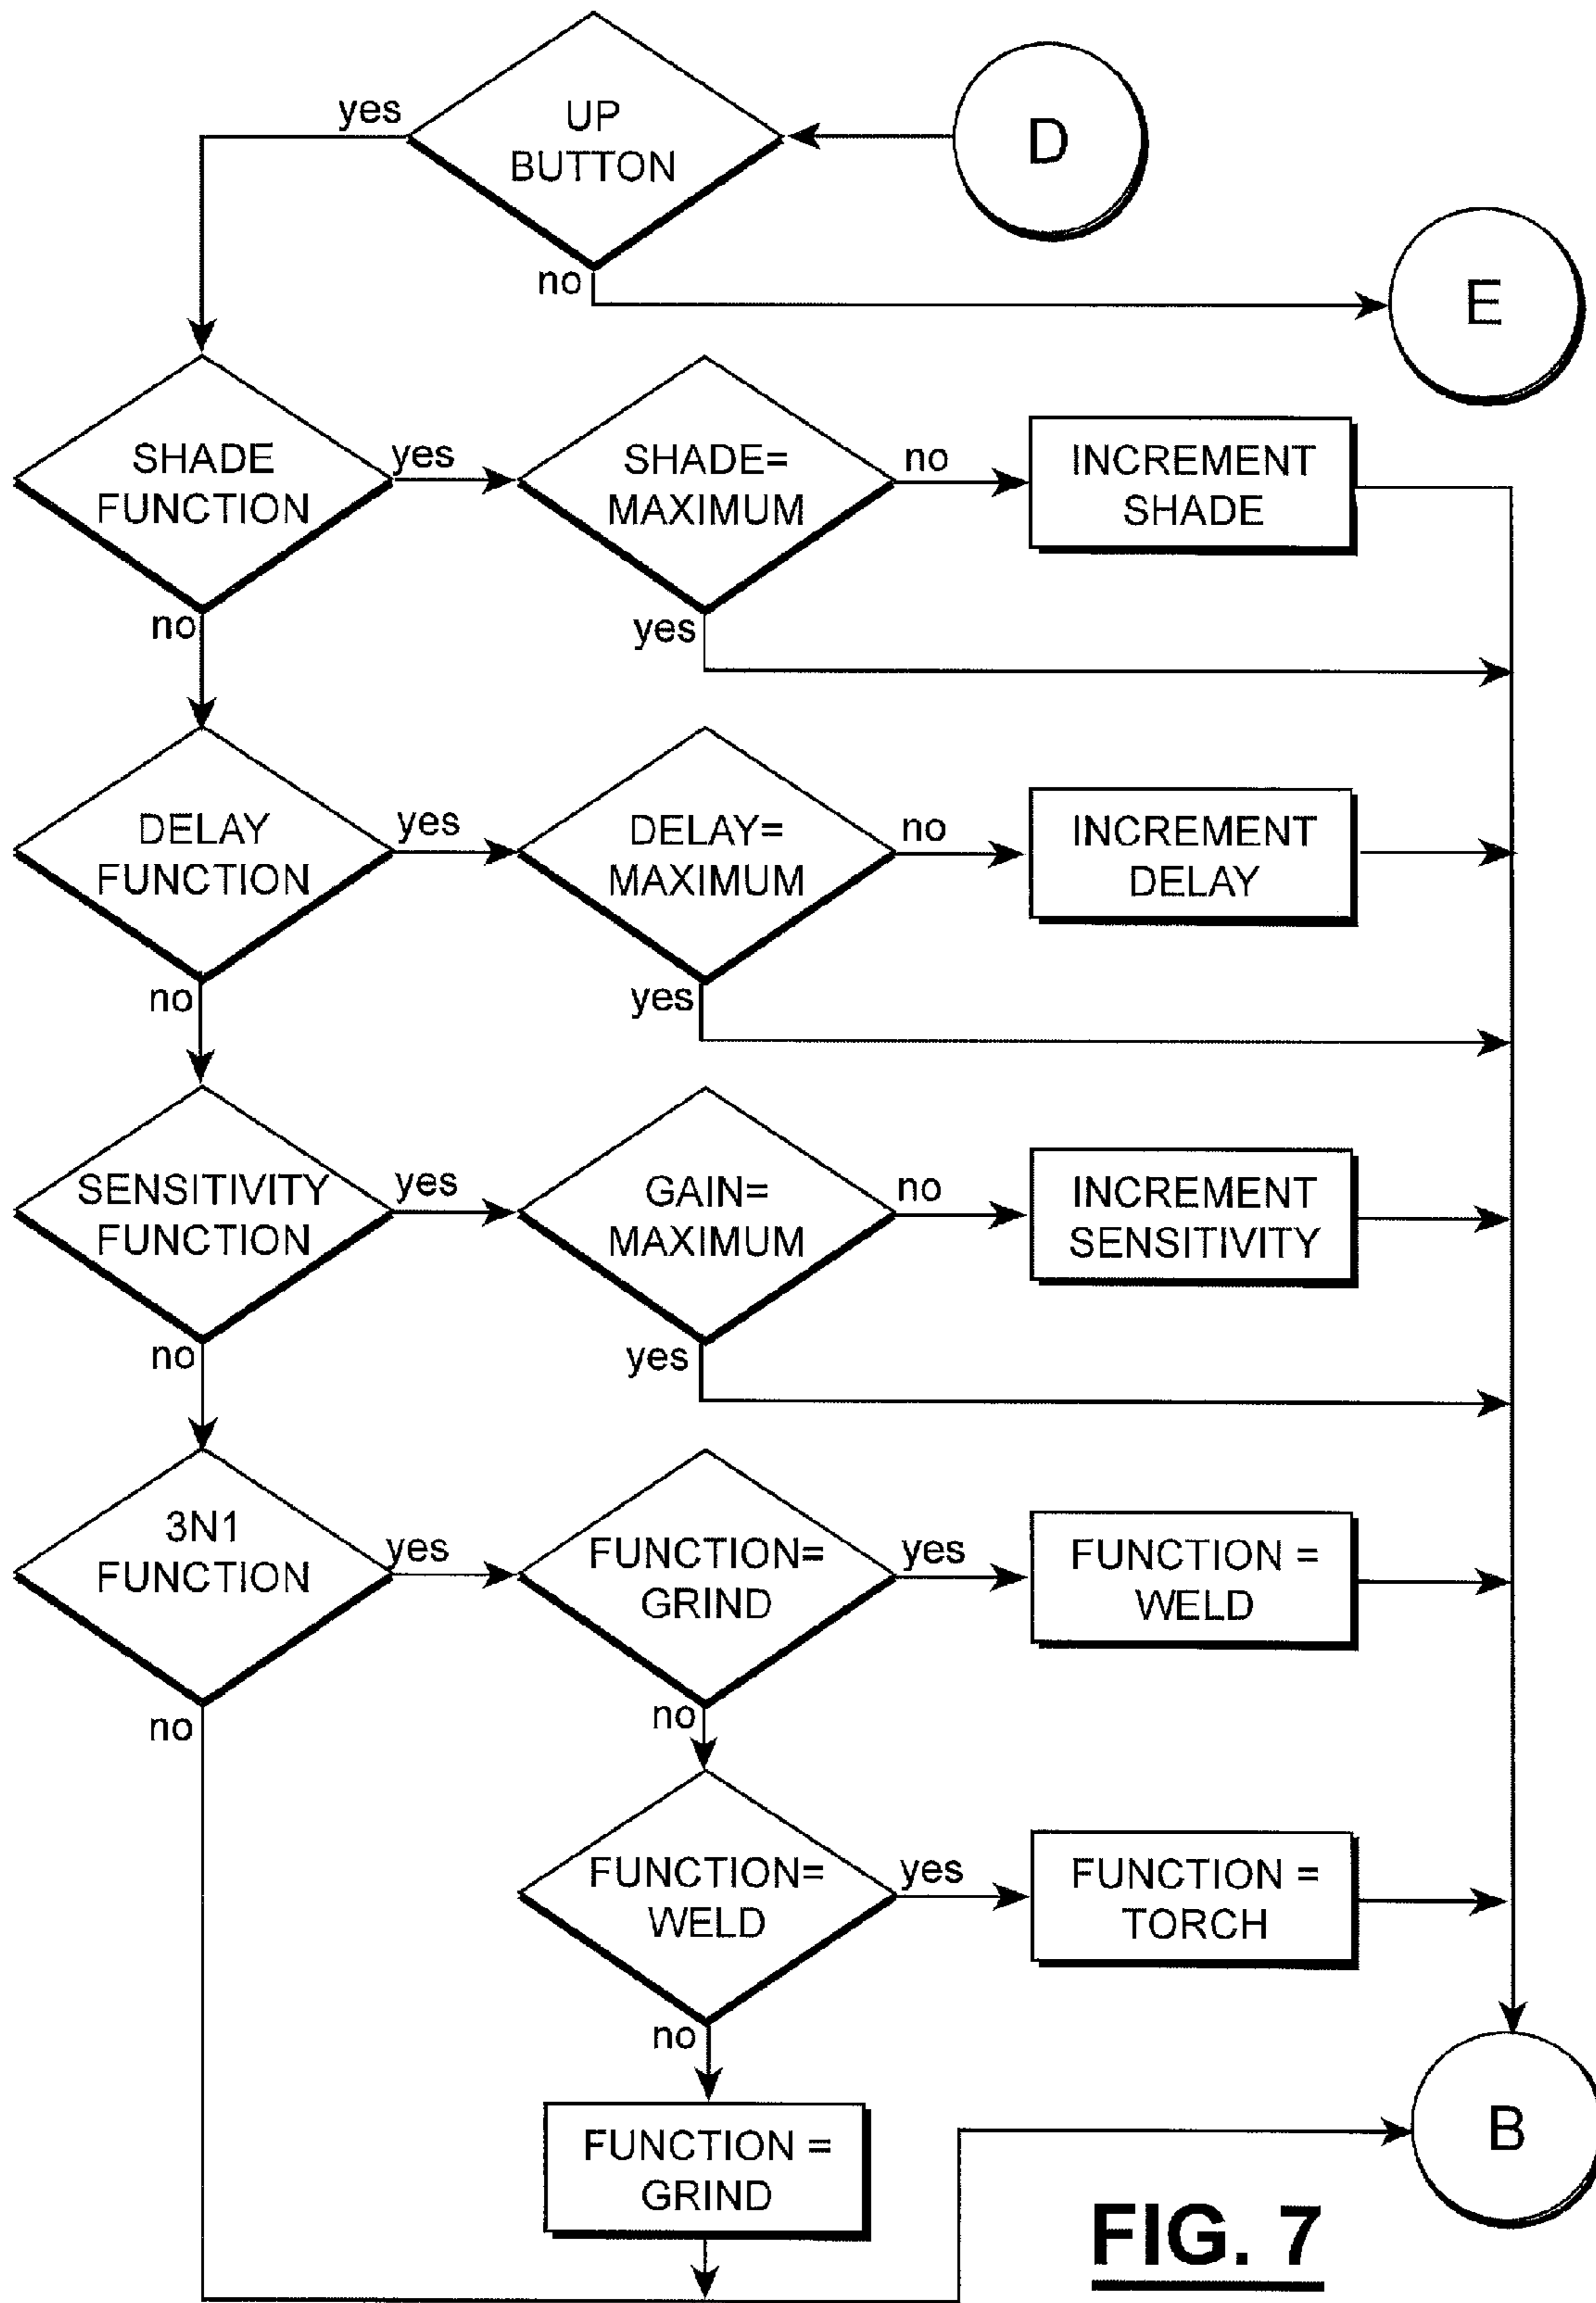 yes
UP
BUTTON
D
no
E
SHADE
FUNCTION
yes
SHADE=
MAXIMUM
no
INCREMENT
SHADE
no
yes
DELAY
FUNCTION
yes
DELAY=
MAXIMUM
no
INCREMENT
DELAY
no
yes
SENSITIVITY
FUNCTION
yes
GAIN=
MAXIMUM
no
INCREMENT
SENSITIVITY
no
yes
3N1
FUNCTION
yes
FUNCTION=
GRIND
yes
FUNCTION =
WELD
no
no
FUNCTION=
WELD
yes
FUNCTION =
TORCH
no
FUNCTION =
GRIND
B
FIG. 7